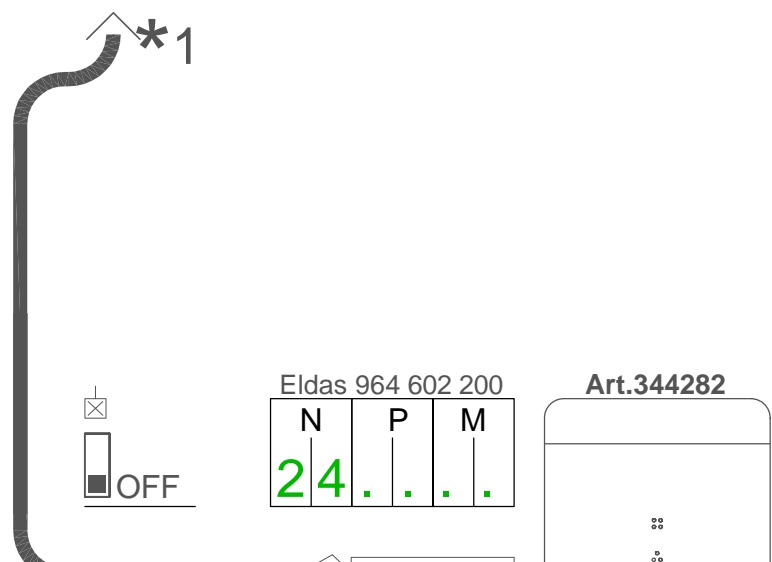 *1
Eldas 964 602 200
Art.344282
N P M
2 4 . . . .
OFF